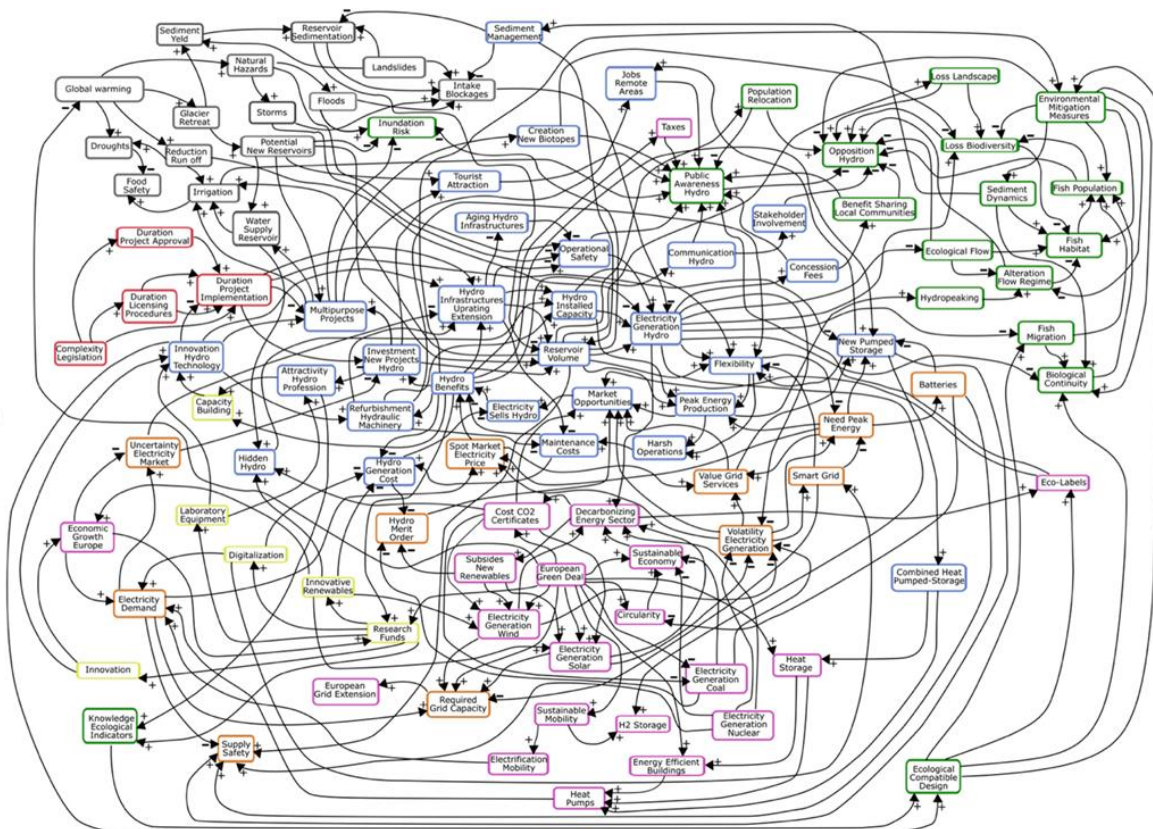 Sediment
Yeld
Reservoir
Sedimentation
Sediment
Management
Natural
Hazards
Landslides
Jobs
Remote
Areas
Loss Landscape
Global warming
Intake
Blockages
Population
Relocation
Environmental
Mitigation
Measures
Floods
Storms
Glacier
Retreat
Inundation
Risk
Creation
New Biotopes
Taxes
Droughts
Reduction
Run off
Potential
New Reservoirs
Opposition
Hydro
Loss Biodiversity
Food
Safety
Irrigation
Tourist
Attraction
Public
Awareness
Hydro
Sediment
Dynamics
Fish Population
Water
Supply
Reservoir
Aging Hydro
Infrastructures
Stakeholder
Involvement
Benefit Sharing
Local Communities
Duration
Project Approval
Operational
Safety
Communication
Hydro
Ecological Flow
Fish
Habitat
Concession
Fees
Alteration
Flow Regime
Duration
Project
Implementation
Duration
Licensing
Procedures
Multipurpose
Projects
Hydro
Infrastructures
Uprating
Extension
Hydro
Installed
Capacity
Electricity
Generation
Hydro
Hydropeaking
Fish
Migration
Complexity
Legislation
Innovation
Hydro
Technology
Investment
New Projects
Hydro
Reservoir
Volume
Flexibility
New Pumped
Storage
Attractivity
Hydro
Profession
Hydro
Benefits
Batteries
Biological
Continuity
Capacity
Building
Refurbishment
Hydraulic
Machinery
Electricity
Sells Hydro
Market
Opportunities
Peak Energy
Production
Need Peak
Energy
Uncertainty
Electricity
Market
Hidden
Hydro
Hydro
Generation
Cost
Spot Market
Electricity
Price
Maintenance
Costs
Harsh
Operations
Value Grid
Services
Smart Grid
Eco-Labels
Laboratory
Equipment
Hydro
Merit
Order
Cost CO2
Certificates
Decarbonizing
Energy Sector
Volatility
Electricity
Generation
Economic
Growth
Europe
Digitalization
Subsides
New
Renewables
European
Green Deal
Sustainable
Economy
Combined Heat
Pumped-Storage
Electricity
Demand
Innovative
Renewables
Research
Funds
Electricity
Generation
Wind
Circularity
Electricity
Generation
Solar
Innovation
European
Grid Extension
Electricity
Generation
Coal
Heat
Storage
Required
Grid Capacity
Knowledge
Ecological
Indicators
Sustainable
Mobility
H2 Storage
Electricity
Generation
Nuclear
Supply
Safety
Electrification
Mobility
Energy Efficient
Buildings
Heat
Pumps
Ecological
Compatible
Design